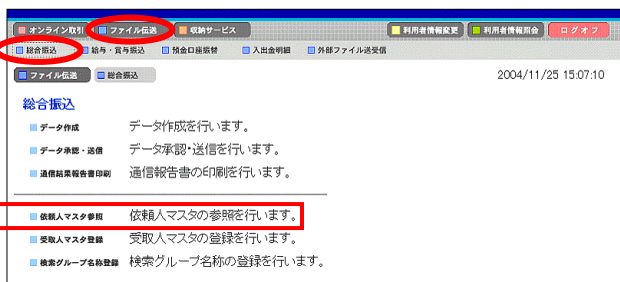 オンライン取引 ファイル伝送 収納サービス 利用者情報変更 利用者情報照会 ログオフ
総合振込 給与・賞与振込 預金口座振替 入出金明細 外部ファイル送受信
ファイル伝送 総合振込 2004/11/25 15:07:10
総合振込
データ作成 データ作成を行います。
データ承認・送信 データ承認・送信を行います。
通信結果報告書印刷 通信報告書の印刷を行います。
依頼人マスタ参照 依頼人マスタの参照を行います。
受取人マスタ登録 受取人マスタの登録を行います。
検索グループ名称登録 検索グループ名称の登録を行います。